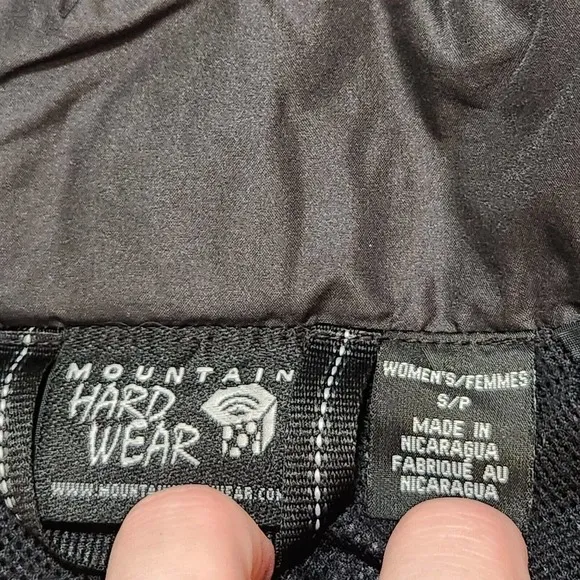 MOUNTAIN
HARD
WEAR
WOMEN'S/FEMMES
S/P
MADE IN
NICARAGUA
FABRIQUÉ AU
NICARAGUA